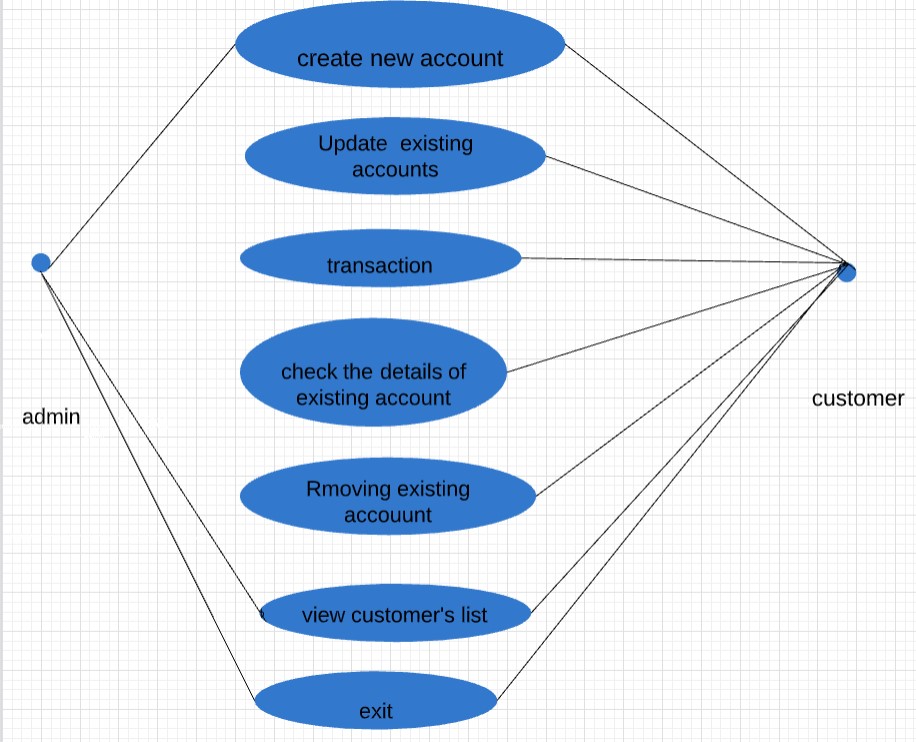 create new account
Update existing
accounts
transaction
check the details of
existing account
admin
customer
Rmoving existing
accouunt
view customer's list
exit